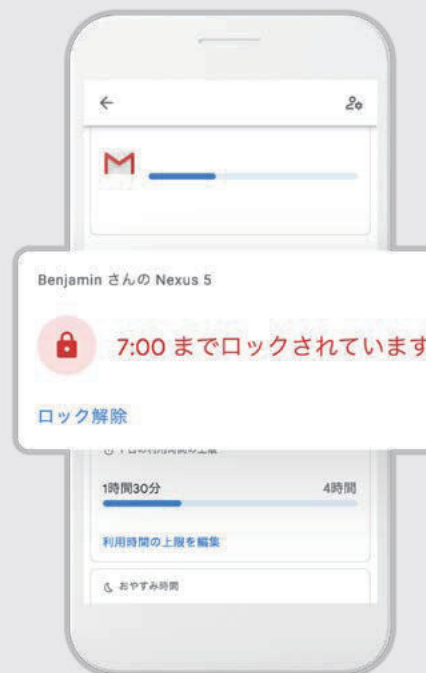 Benjamin さんの Nexus 5
7:00 までロックされています
ロック解除
1時間30分 4時間
利用時間の上限を編集
おやすみ時間